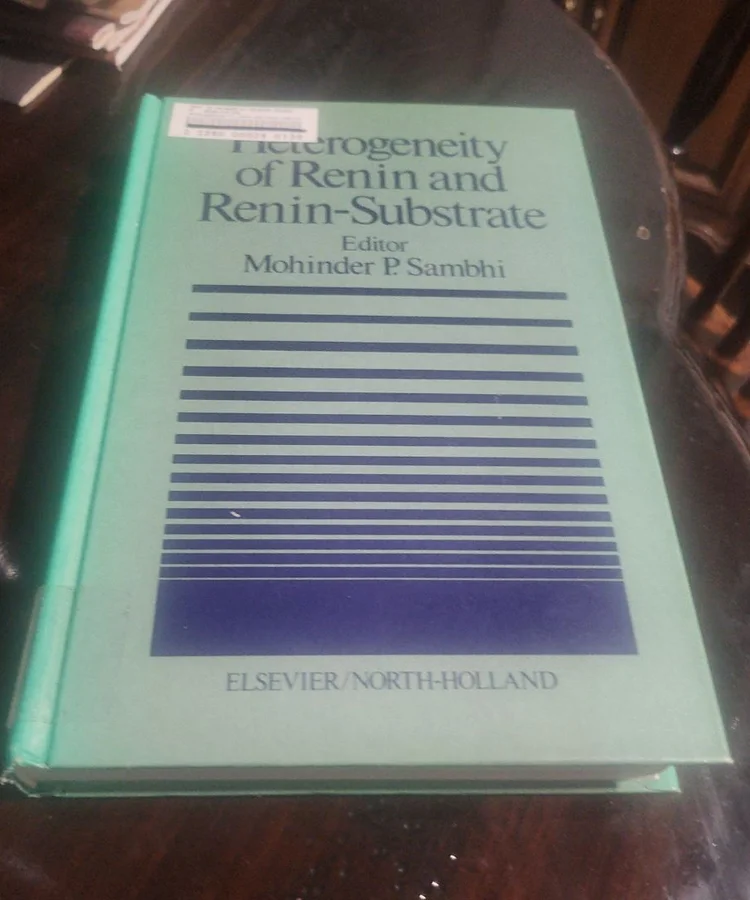 Heterogeneity
of Renin and
Renin-Substrate
Editor
Mohinder P. Sambhi
ELSEVIER/NORTH-HOLLAND